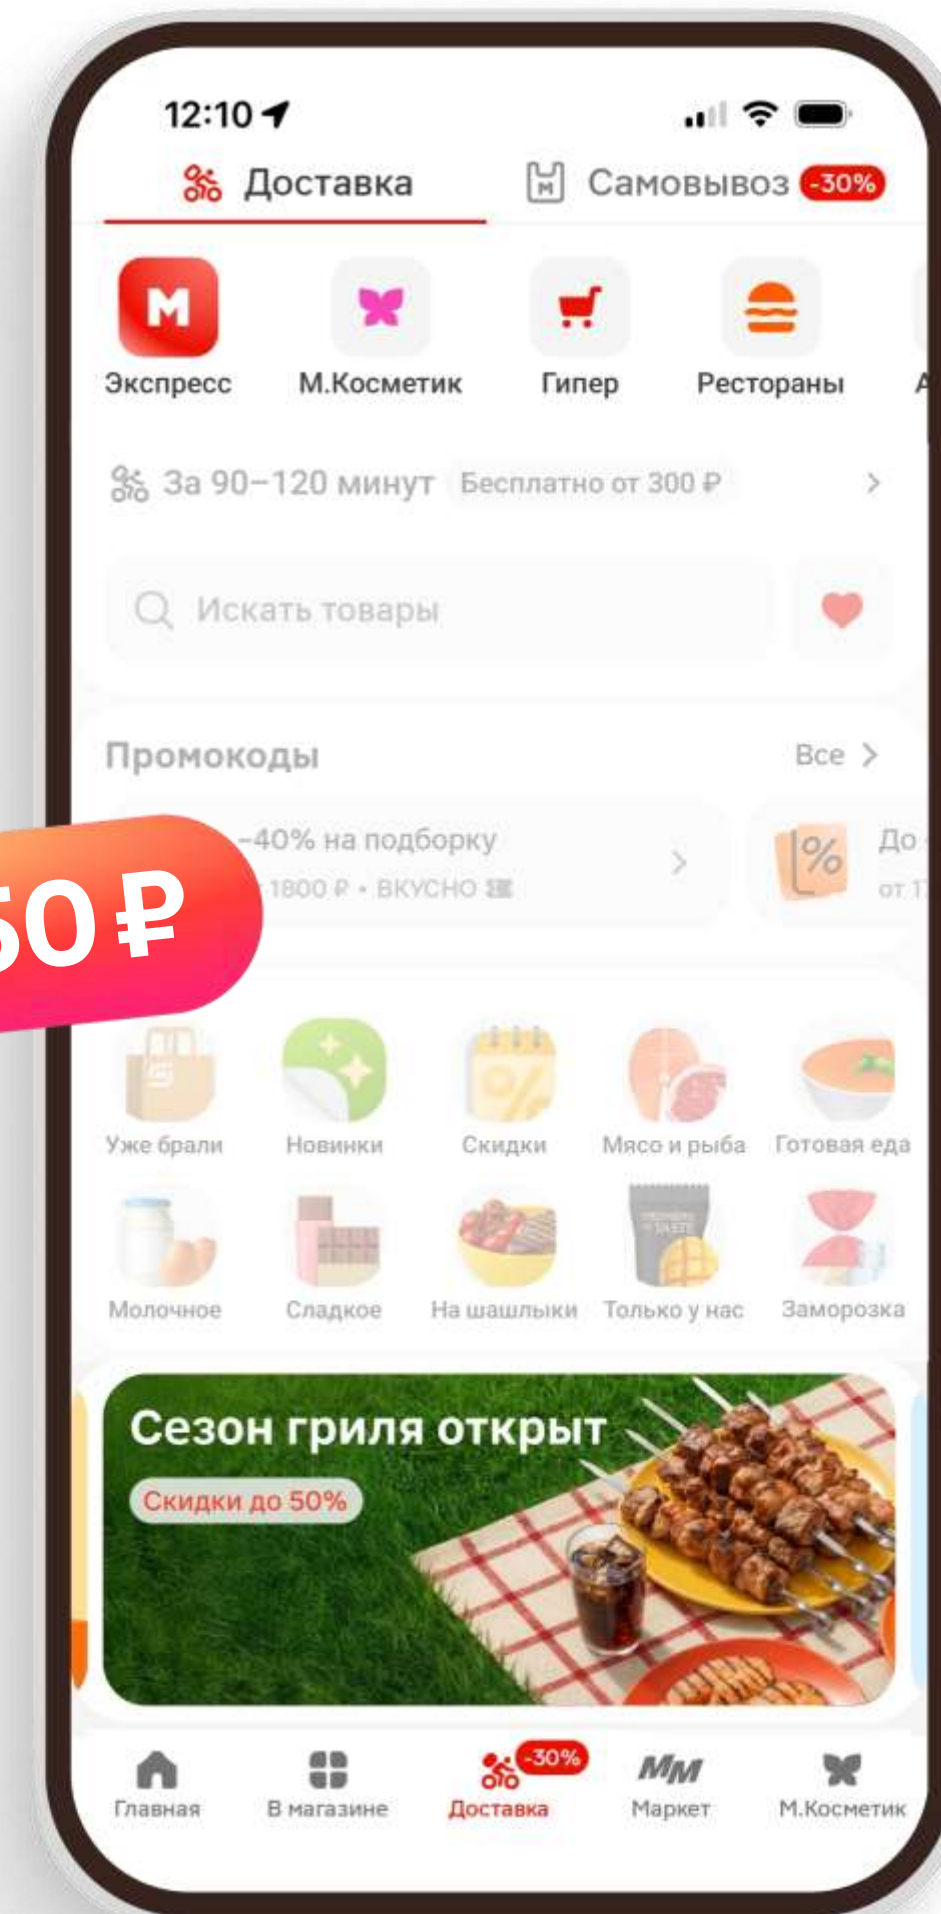 12:10
Доставка
Самовывоз -30%
Экспресс
М.Косметик
Гипер
Рестораны
За 90–120 минут Бесплатно от 300 ₽
Искать товары
Промокоды
Все
-40% на подборку
1800 ₽ • ВКУСНО
%
До
от
50 ₽
Уже брали
Новинки
Скидки
Мясо и рыба
Готовая еда
Молочное
Сладкое
На шашлыки
Только у нас
Заморозка
Сезон гриля открыт
Скидки до 50%
-30%
Главная
В магазине
Доставка
Маркет
М.Косметик